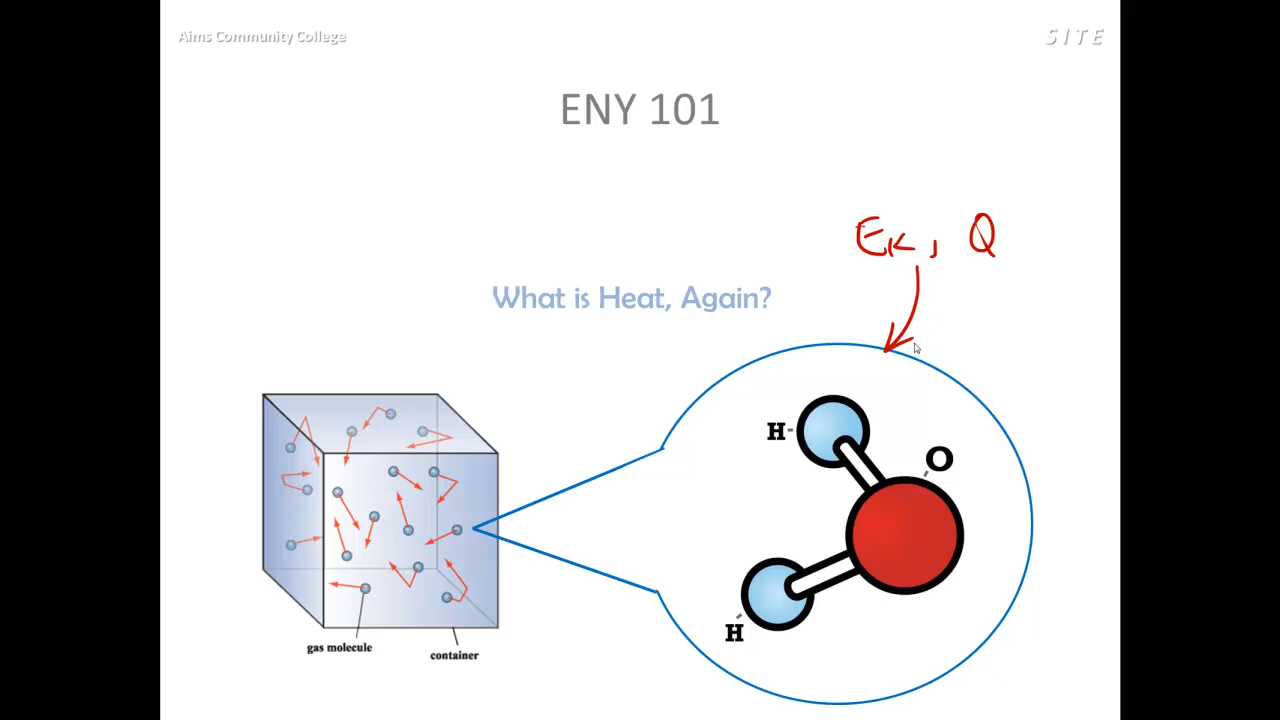 Aims Community College
SITE
ENY 101
EK, Q
What is Heat, Again?
H
O
H
gas molecule
container